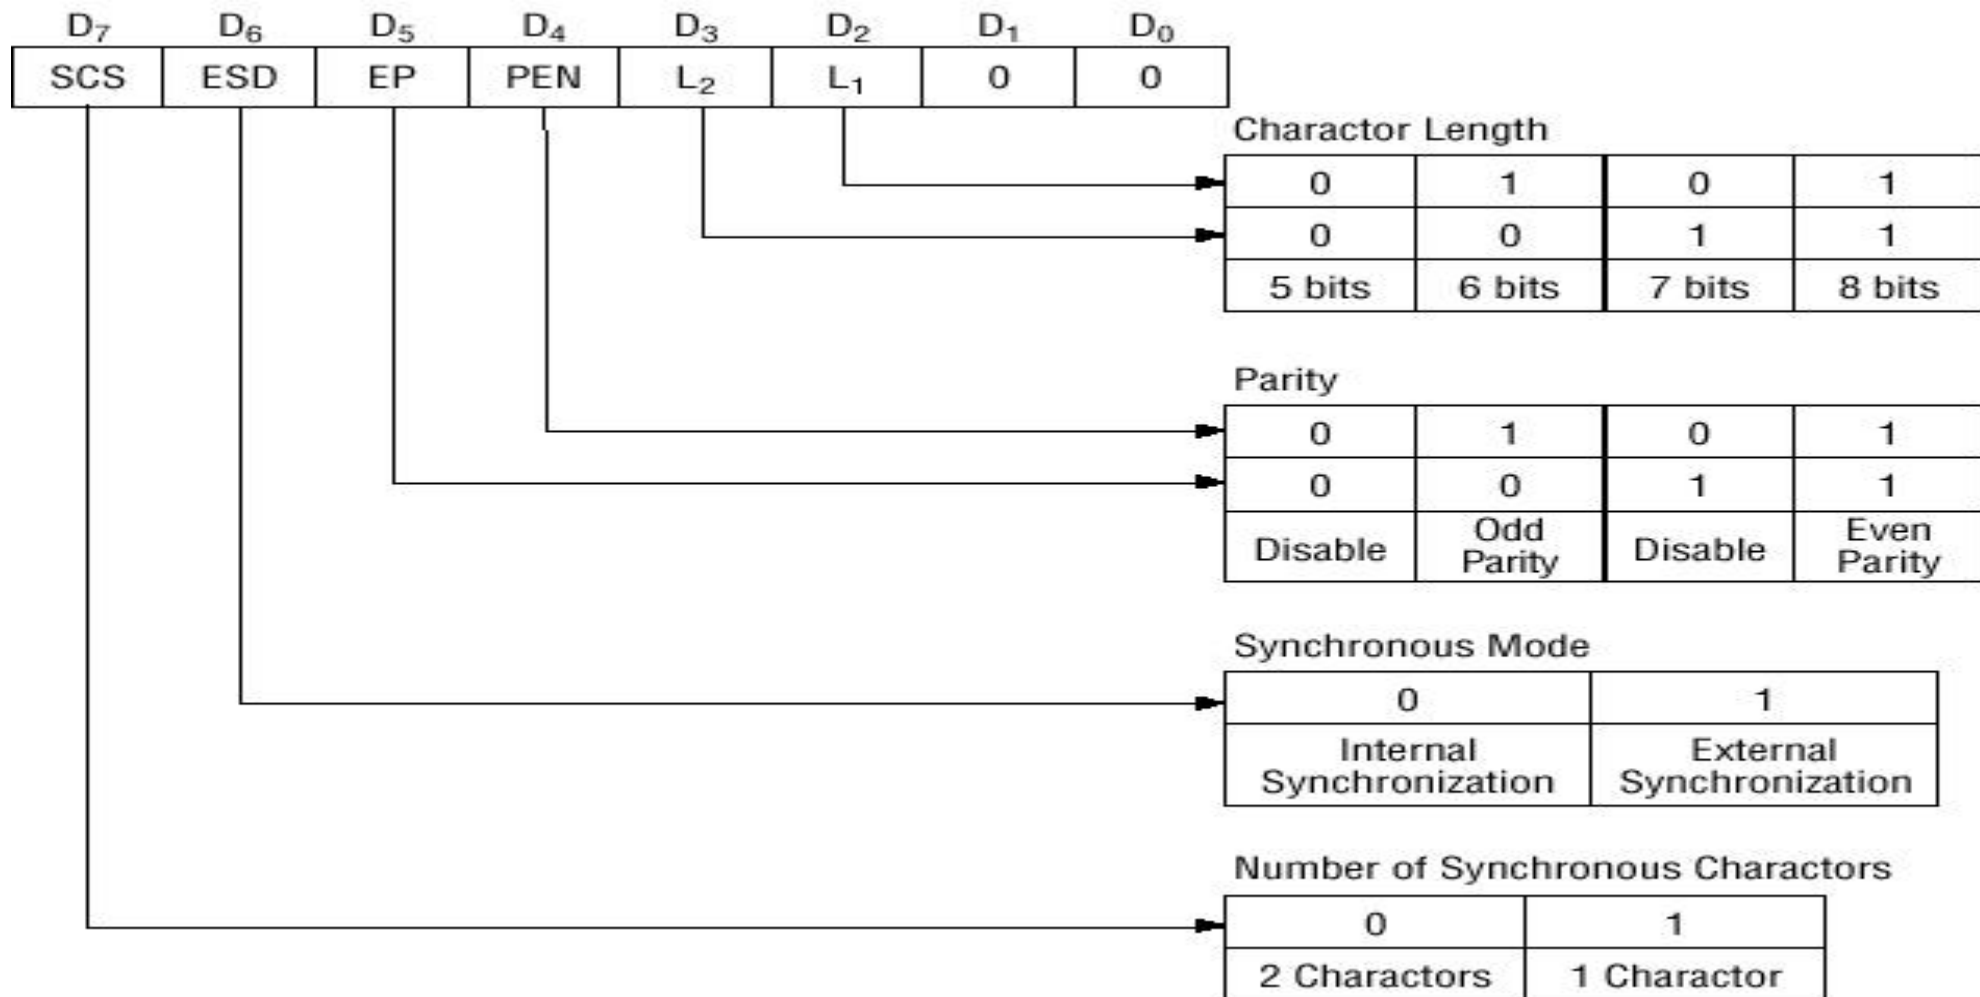 D₇ D₆ D₅ D₄ D₃ D₂ D₁ D₀
SCS ESD EP PEN L₂ L₁ 0 0
Charactor Length
0 1 0 1
0 0 1 1
5 bits 6 bits 7 bits 8 bits
Parity
0 1 0 1
0 0 1 1
Disable Odd Parity Disable Even Parity
Synchronous Mode
0 1
Internal Synchronization External Synchronization
Number of Synchronous Charactors
0 1
2 Charactors 1 Charactor